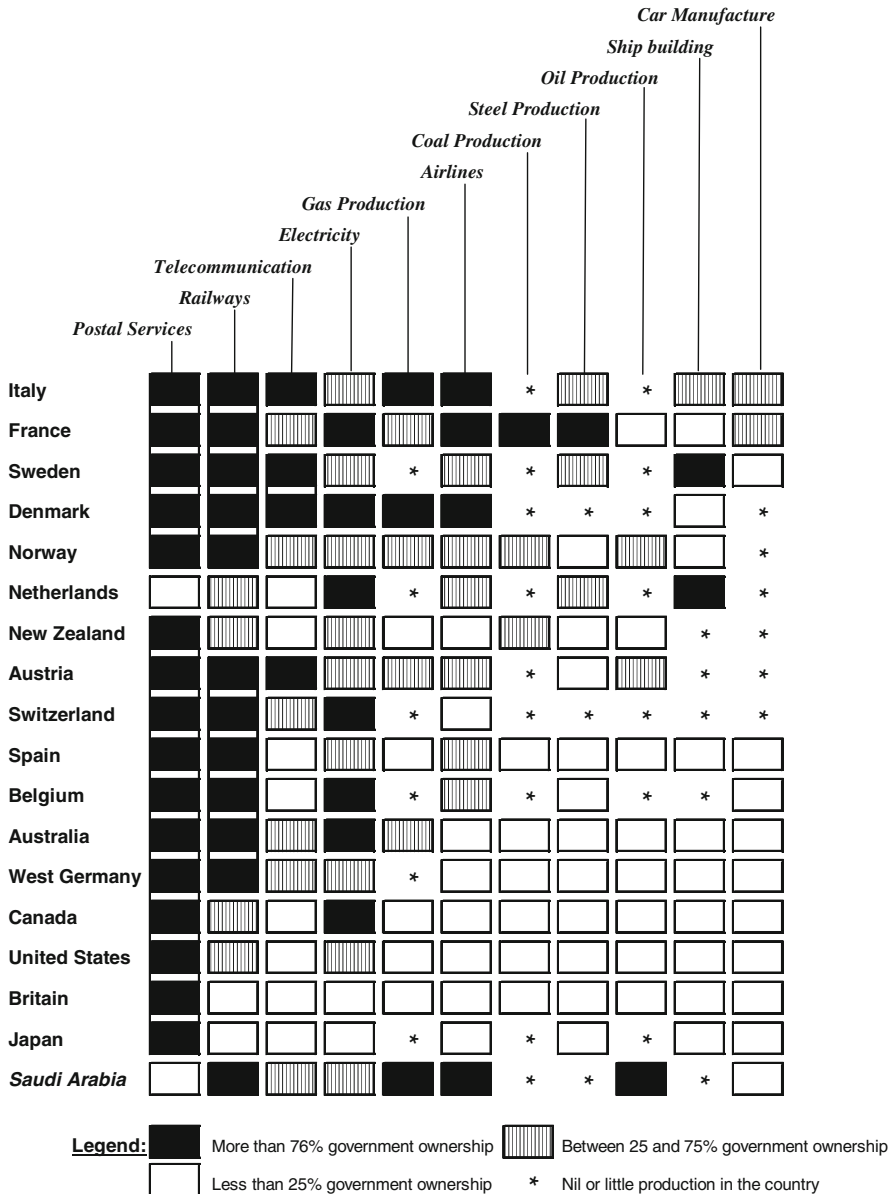 Car Manufacture
Ship building
Oil Production
Steel Production
Coal Production
Airlines
Gas Production
Electricity
Telecommunication
Railways
Postal Services
Italy * *
France
Sweden * * *
Denmark * * * *
Norway *
Netherlands * * * *
New Zealand * *
Austria * * *
Switzerland * * * * * *
Spain
Belgium * * * *
Australia
West Germany *
Canada
United States
Britain
Japan * * *
Saudi Arabia * * *
Legend: More than 76% government ownership Between 25 and 75% government ownership
Less than 25% government ownership * Nil or little production in the country